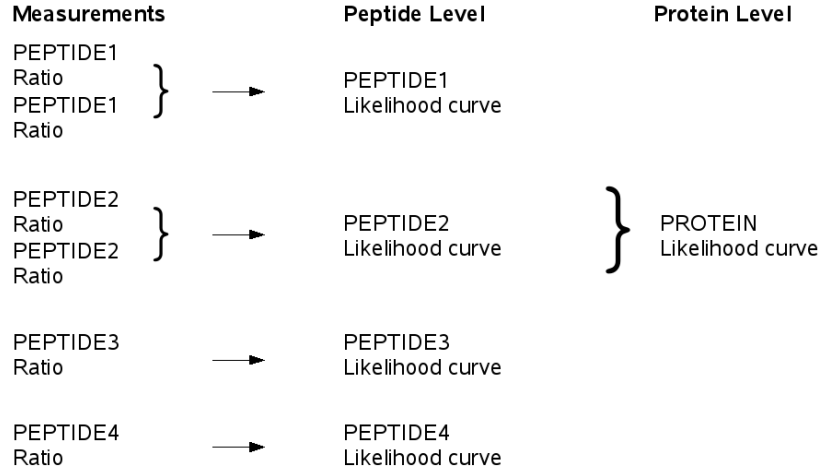 Measurements
Peptide Level
Protein Level
PEPTIDE1
Ratio
PEPTIDE1
Ratio
PEPTIDE1
Likelihood curve
PEPTIDE2
Ratio
PEPTIDE2
Ratio
PEPTIDE2
Likelihood curve
PROTEIN
Likelihood curve
PEPTIDE3
Ratio
PEPTIDE3
Likelihood curve
PEPTIDE4
Ratio
PEPTIDE4
Likelihood curve